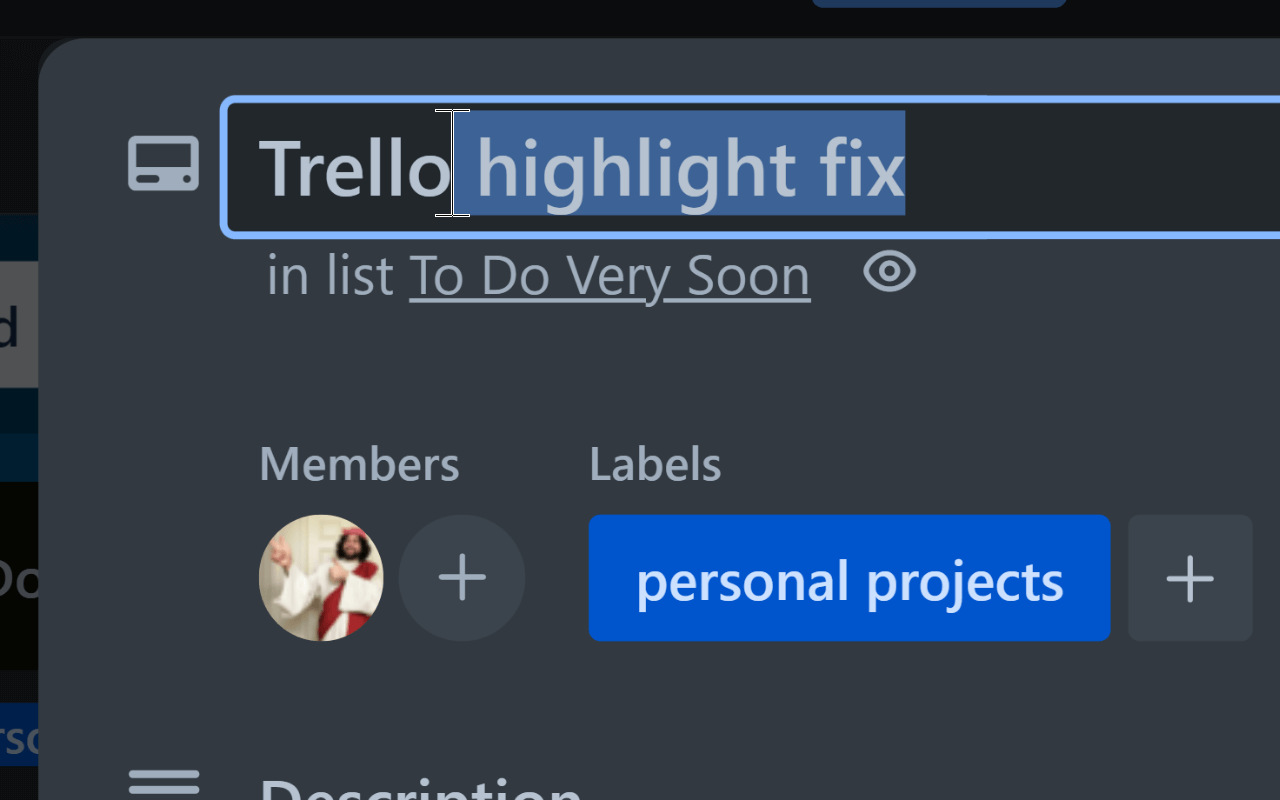 Trello highlight fix
in list To Do Very Soon
Members Labels
personal projects
Description